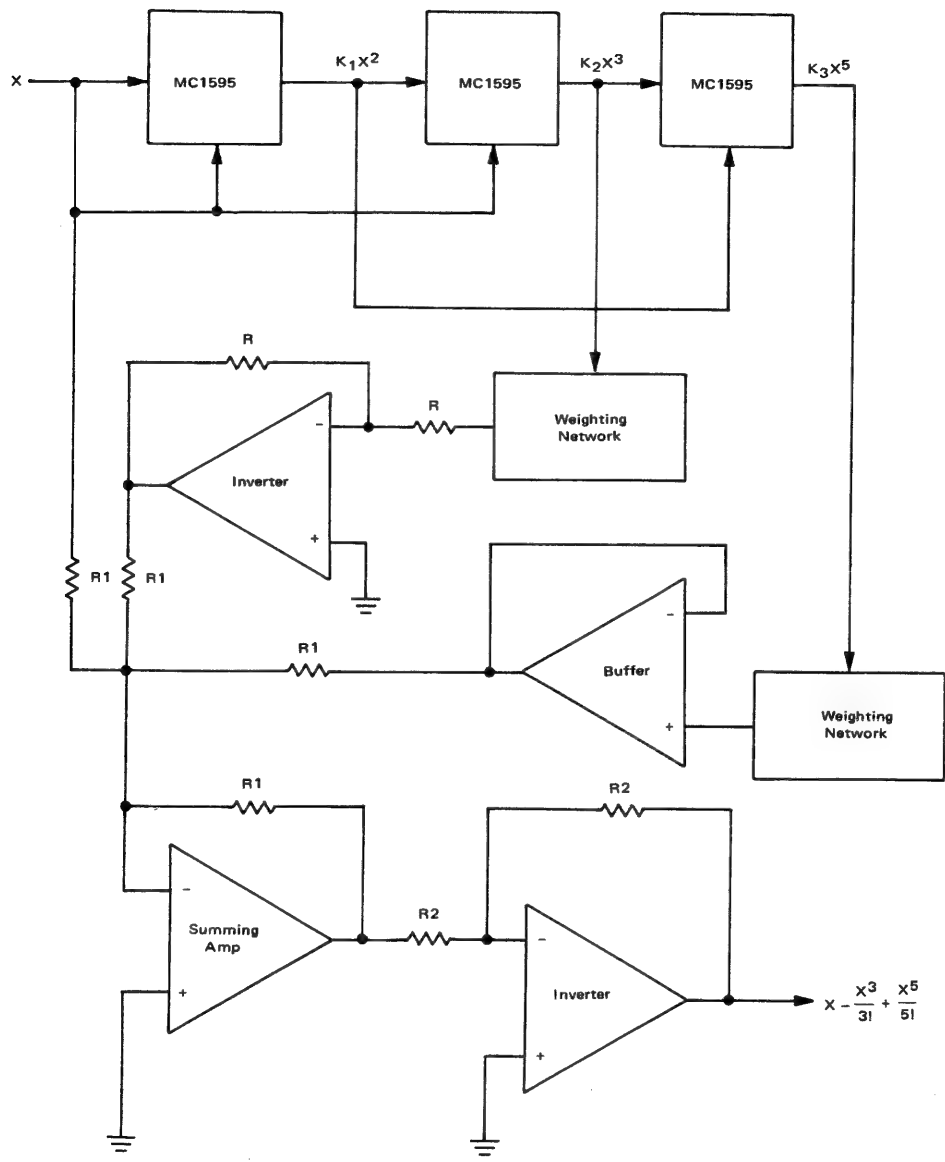 X
MC1595
K₁X²
MC1595
K₂X³
MC1595
K₃X⁵
R
R
Weighting
Network
−
Inverter
+
R1
R1
R1
−
Buffer
+
Weighting
Network
R1
R2
−
Summing
Amp
+
R2
−
Inverter
+
X − X³/3! + X⁵/5!